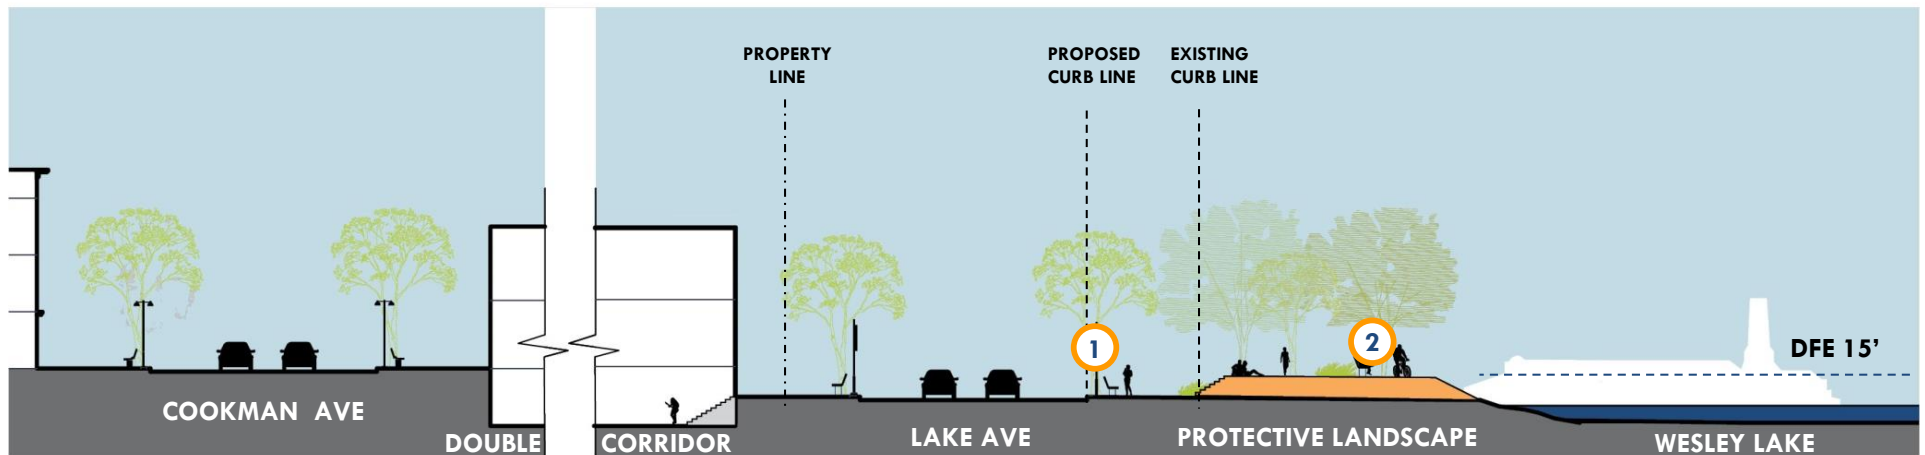 PROPERTY
LINE
PROPOSED
CURB LINE
EXISTING
CURB LINE
1
2
DFE 15’
COOKMAN AVE
DOUBLE CORRIDOR
LAKE AVE
PROTECTIVE LANDSCAPE
WESLEY LAKE